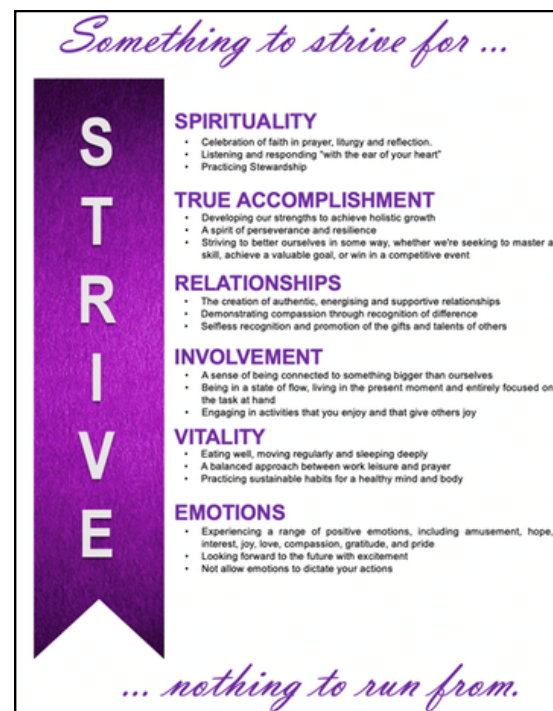 Something to strive for ...
STRIVE
SPIRITUALITY
• Celebration of faith in prayer, liturgy and reflection.
• Listening and responding "with the ear of your heart"
• Practicing Stewardship
TRUE ACCOMPLISHMENT
• Developing our strengths to achieve holistic growth
• A spirit of perseverance and resilience
• Striving to better ourselves in some way, whether we're seeking to master a
skill, achieve a valuable goal, or win in a competitive event
RELATIONSHIPS
• The creation of authentic, energising and supportive relationships
• Demonstrating compassion through recognition of difference
• Selfless recognition and promotion of the gifts and talents of others
INVOLVEMENT
• A sense of being connected to something bigger than ourselves
• Being in a state of flow, living in the present moment and entirely focused on
the task at hand
• Engaging in activities that you enjoy and that give others joy
VITALITY
• Eating well, moving regularly and sleeping deeply
• A balanced approach between work leisure and prayer
• Practicing sustainable habits for a healthy mind and body
EMOTIONS
• Experiencing a range of positive emotions, including amusement, hope,
interest, joy, love, compassion, gratitude, and pride
• Looking forward to the future with excitement
• Not allow emotions to dictate your actions
... nothing to run from.